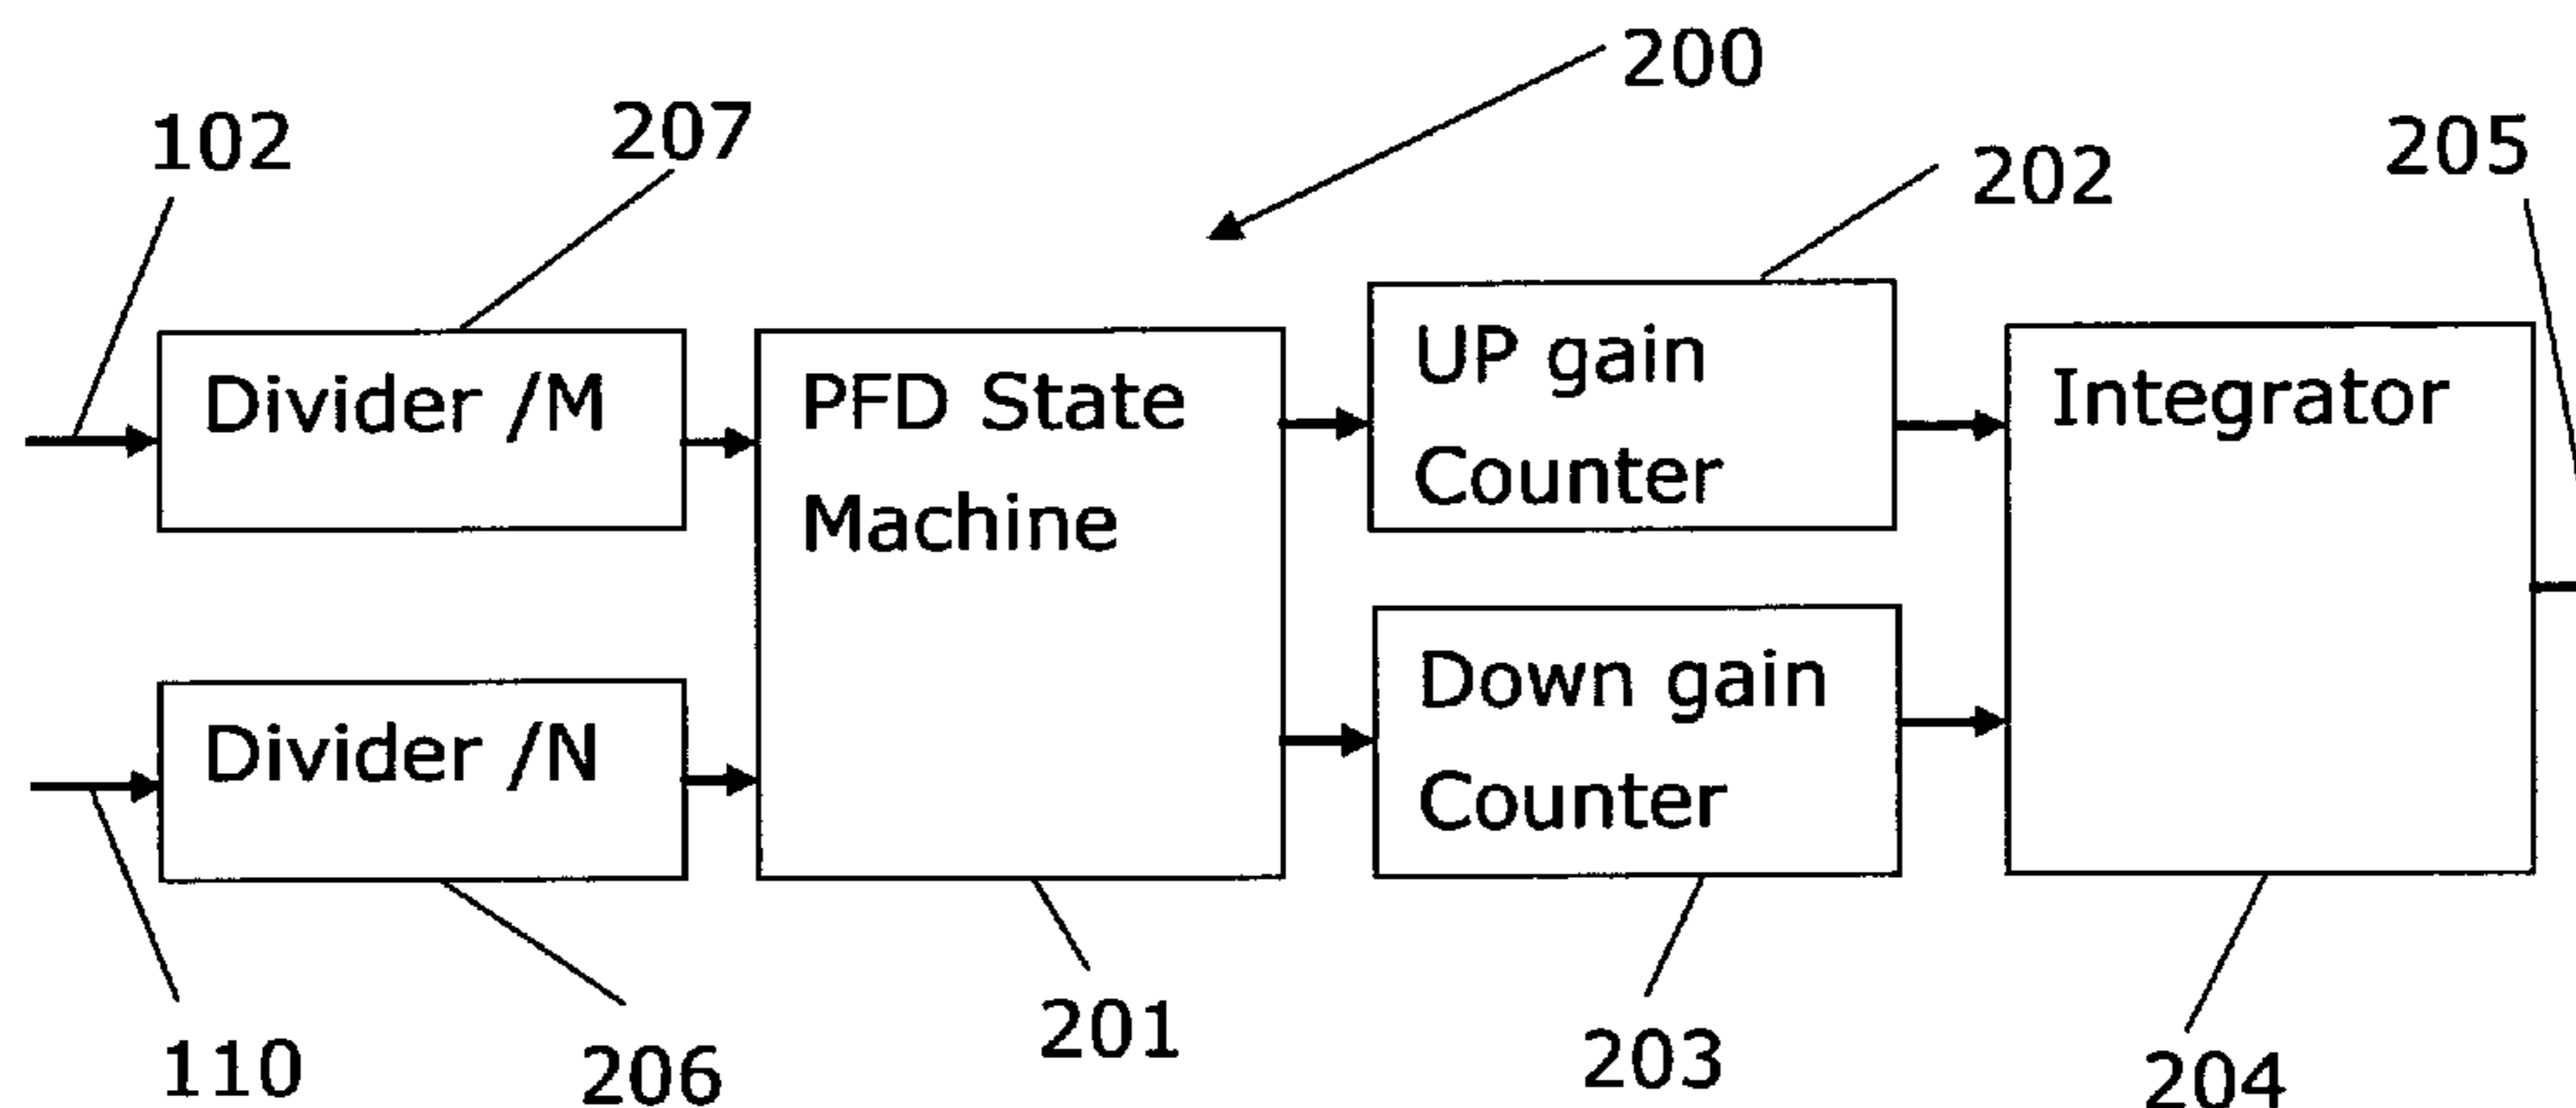 200
102
207
202
205
Divider /M
PFD State
Machine
UP gain
Counter
Integrator
Divider /N
Down gain
Counter
110
206
201
203
204